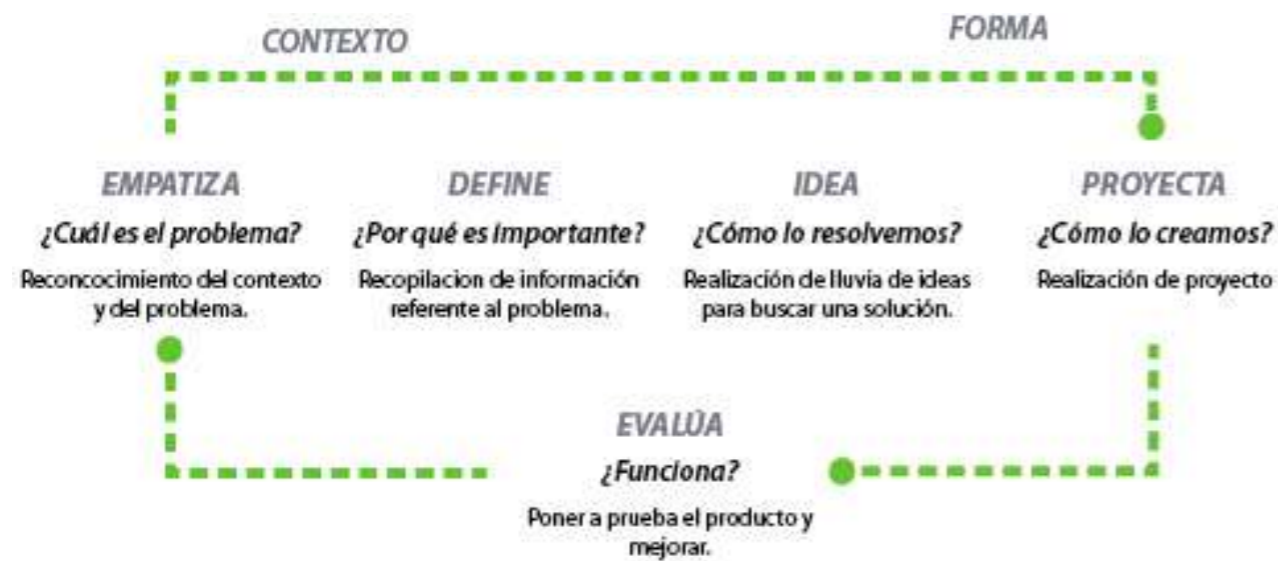 CONTEXTO
FORMA
EMPATIZA
¿Cuál es el problema?
Reconcocimiento del contexto
y del problema.
DEFINE
¿Por qué es importante?
Recopilacion de información
referente al problema.
IDEA
¿Cómo lo resolvemos?
Realización de lluvia de ideas
para buscar una solución.
PROYECTA
¿Cómo lo creamos?
Realización de proyecto
EVALÚA
¿Funciona?
Poner a prueba el producto y
mejorar.